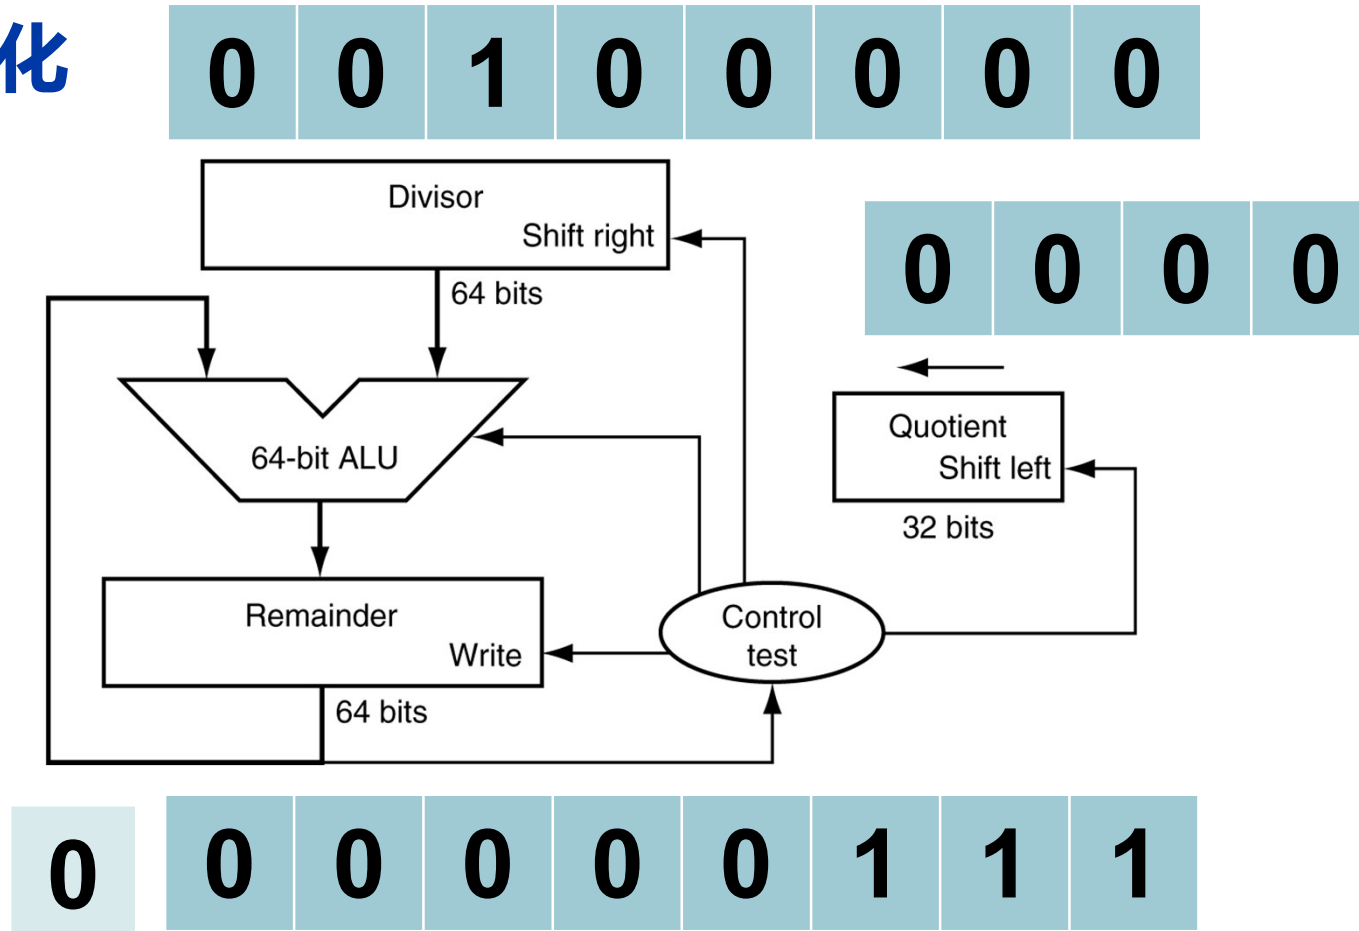 化
0 0 1 0 0 0 0 0
Divisor
Shift right
64 bits
0 0 0 0
64-bit ALU
Quotient
Shift left
32 bits
Remainder
Write
Control
test
64 bits
0 0 0 0 0 0 1 1 1